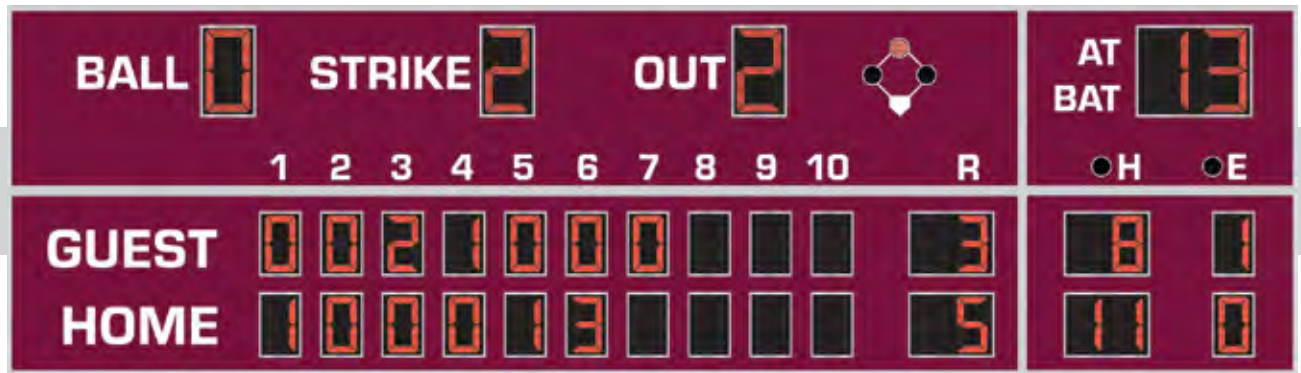 BALL 0 STRIKE 2 OUT 2 AT BAT 13
1 2 3 4 5 6 7 8 9 10 R H E
GUEST 0 0 2 1 0 0 0 3 8 1
HOME 1 0 0 0 1 3 5 11 0